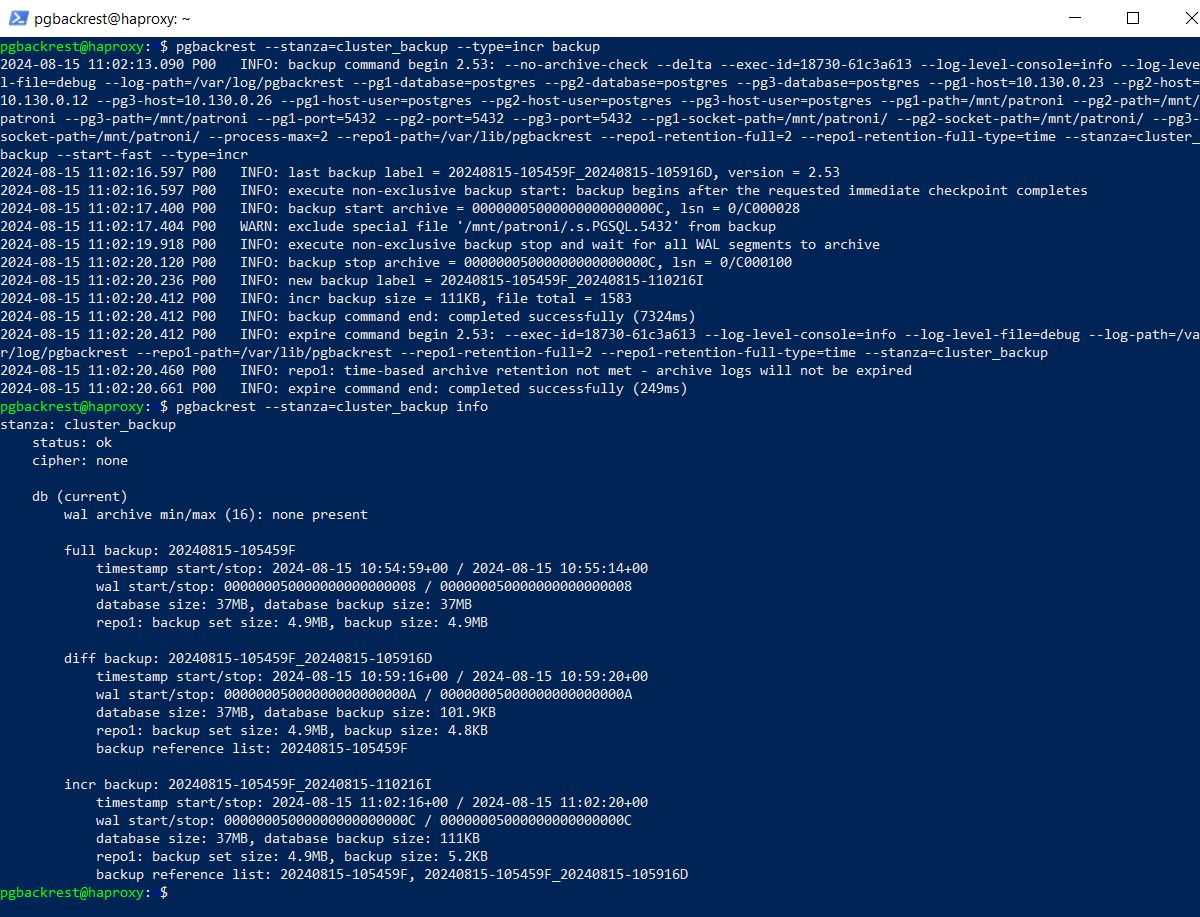 pgbackrest@haproxy: ~
pgbackrest@haproxy: $ pgbackrest --stanza=cluster_backup --type=incr backup
2024-08-15 11:02:13.090 P00   INFO: backup command begin 2.53: --no-archive-check --delta --exec-id=18730-61c3a613 --log-level-console=info --log-leve
l-file=debug --log-path=/var/log/pgbackrest --pg1-database=postgres --pg2-database=postgres --pg3-database=postgres --pg1-host=10.130.0.23 --pg2-host=
10.130.0.12 --pg3-host=10.130.0.26 --pg1-host-user=postgres --pg2-host-user=postgres --pg3-host-user=postgres --pg1-path=/mnt/patroni --pg2-path=/mnt/
patroni --pg3-path=/mnt/patroni --pg1-port=5432 --pg2-port=5432 --pg3-port=5432 --pg1-socket-path=/mnt/patroni/ --pg2-socket-path=/mnt/patroni/ --pg3-
socket-path=/mnt/patroni/ --process-max=2 --repo1-path=/var/lib/pgbackrest --repo1-retention-full=2 --repo1-retention-full-type=time --stanza=cluster_
backup --start-fast --type=incr
2024-08-15 11:02:16.597 P00   INFO: last backup label = 20240815-105459F_20240815-105916D, version = 2.53
2024-08-15 11:02:16.597 P00   INFO: execute non-exclusive backup start: backup begins after the requested immediate checkpoint completes
2024-08-15 11:02:17.400 P00   INFO: backup start archive = 00000005000000000000000C, lsn = 0/C000028
2024-08-15 11:02:17.404 P00   WARN: exclude special file '/mnt/patroni/.s.PGSQL.5432' from backup
2024-08-15 11:02:19.918 P00   INFO: execute non-exclusive backup stop and wait for all WAL segments to archive
2024-08-15 11:02:20.120 P00   INFO: backup stop archive = 00000005000000000000000C, lsn = 0/C000100
2024-08-15 11:02:20.236 P00   INFO: new backup label = 20240815-105459F_20240815-110216I
2024-08-15 11:02:20.412 P00   INFO: incr backup size = 111KB, file total = 1583
2024-08-15 11:02:20.412 P00   INFO: backup command end: completed successfully (7324ms)
2024-08-15 11:02:20.412 P00   INFO: expire command begin 2.53: --exec-id=18730-61c3a613 --log-level-console=info --log-level-file=debug --log-path=/va
r/log/pgbackrest --repo1-path=/var/lib/pgbackrest --repo1-retention-full=2 --repo1-retention-full-type=time --stanza=cluster_backup
2024-08-15 11:02:20.460 P00   INFO: repo1: time-based archive retention not met - archive logs will not be expired
2024-08-15 11:02:20.661 P00   INFO: expire command end: completed successfully (249ms)
pgbackrest@haproxy: $ pgbackrest --stanza=cluster_backup info
stanza: cluster_backup
    status: ok
    cipher: none

    db (current)
        wal archive min/max (16): none present

        full backup: 20240815-105459F
            timestamp start/stop: 2024-08-15 10:54:59+00 / 2024-08-15 10:55:14+00
            wal start/stop: 000000050000000000000008 / 000000050000000000000008
            database size: 37MB, database backup size: 37MB
            repo1: backup set size: 4.9MB, backup size: 4.9MB

        diff backup: 20240815-105459F_20240815-105916D
            timestamp start/stop: 2024-08-15 10:59:16+00 / 2024-08-15 10:59:20+00
            wal start/stop: 00000005000000000000000A / 00000005000000000000000A
            database size: 37MB, database backup size: 101.9KB
            repo1: backup set size: 4.9MB, backup size: 4.8KB
            backup reference list: 20240815-105459F

        incr backup: 20240815-105459F_20240815-110216I
            timestamp start/stop: 2024-08-15 11:02:16+00 / 2024-08-15 11:02:20+00
            wal start/stop: 00000005000000000000000C / 00000005000000000000000C
            database size: 37MB, database backup size: 111KB
            repo1: backup set size: 4.9MB, backup size: 5.2KB
            backup reference list: 20240815-105459F, 20240815-105459F_20240815-105916D
pgbackrest@haproxy: $